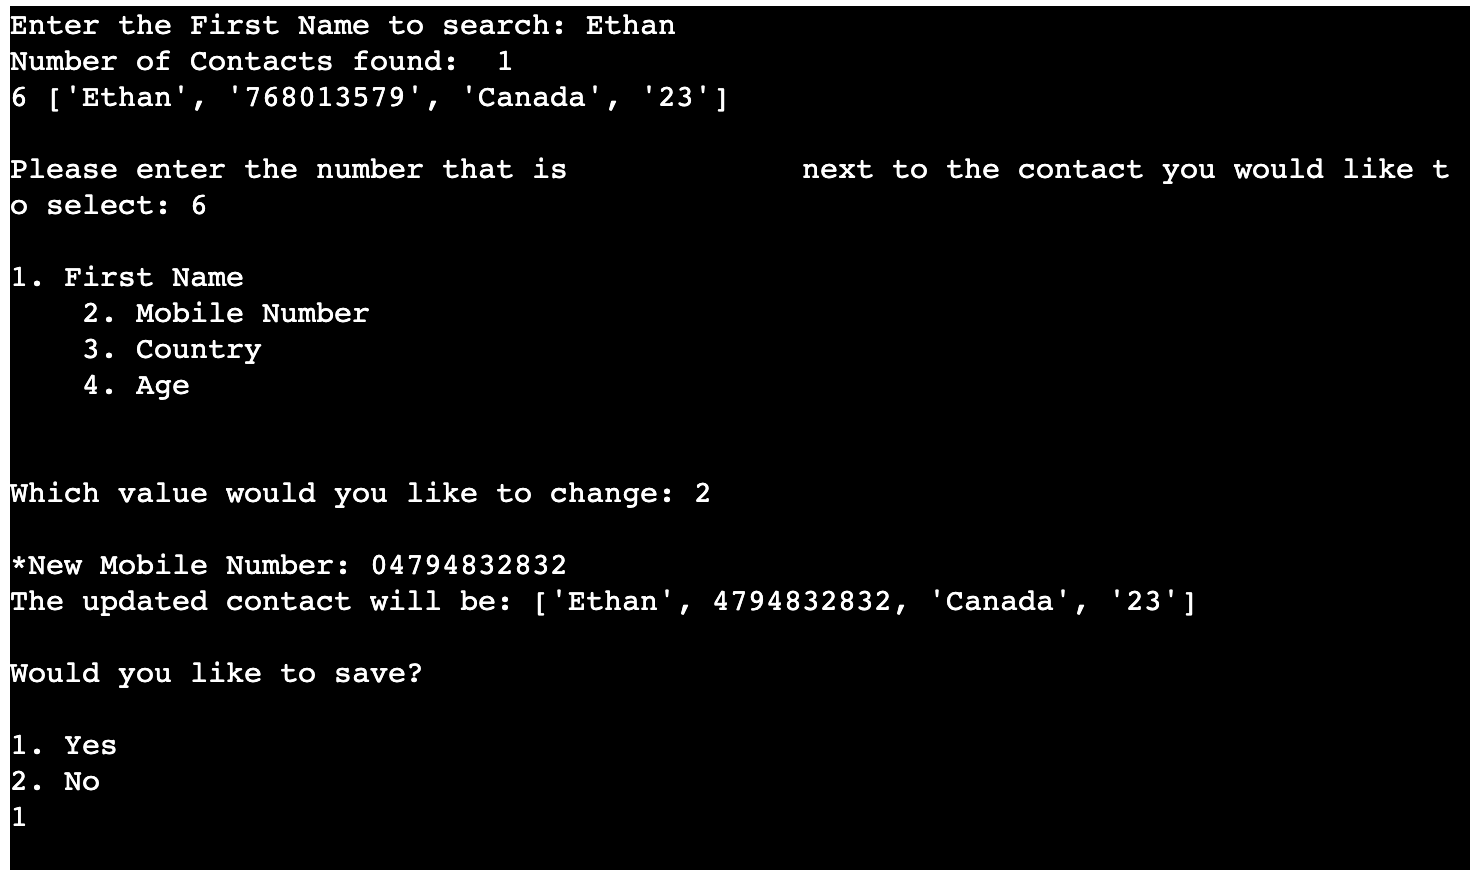 Enter the First Name to search: Ethan
Number of Contacts found:  1
6 ['Ethan', '768013579', 'Canada', '23']
Please enter the number that is             next to the contact you would like t
o select: 6
1. First Name
    2. Mobile Number
    3. Country
    4. Age
Which value would you like to change: 2
*New Mobile Number: 04794832832
The updated contact will be: ['Ethan', 4794832832, 'Canada', '23']
Would you like to save?
1. Yes
2. No
1